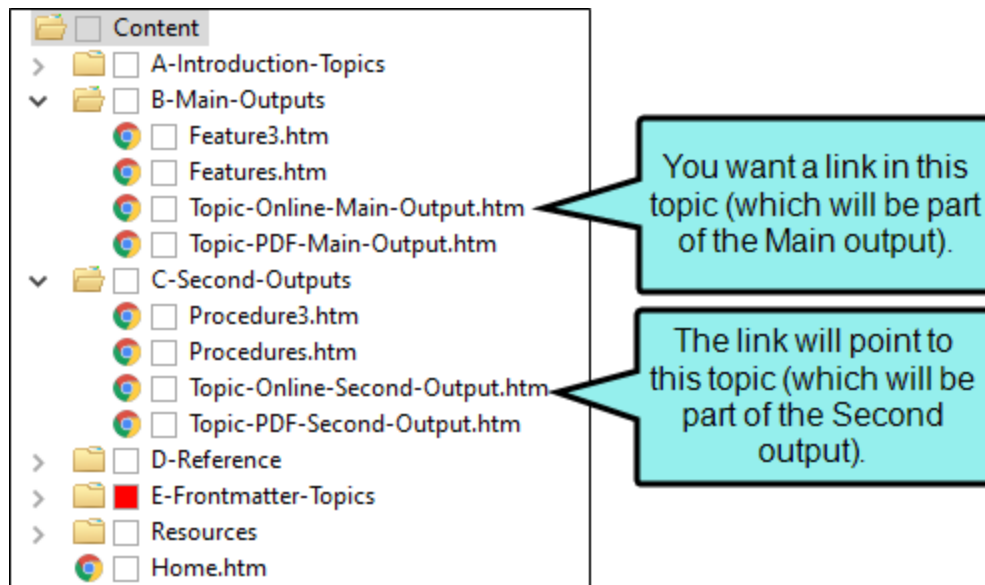 Content
A-Introduction-Topics
B-Main-Outputs
Feature3.htm
Features.htm
Topic-Online-Main-Output.htm
Topic-PDF-Main-Output.htm
C-Second-Outputs
Procedure3.htm
Procedures.htm
Topic-Online-Second-Output.htm
Topic-PDF-Second-Output.htm
D-Reference
E-Frontmatter-Topics
Resources
Home.htm
You want a link in this
topic (which will be part
of the Main output).
The link will point to
this topic (which will be
part of the Second
output).